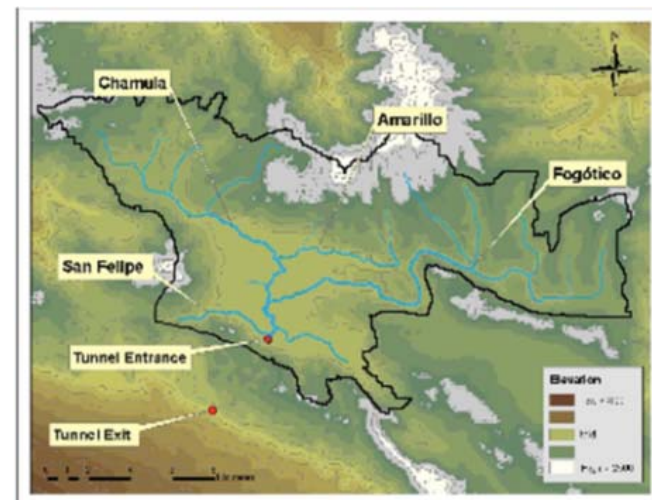 Chamula
Amarillo
Fogótico
San Felipe
Tunnel Entrance
Tunnel Exit
Elevation